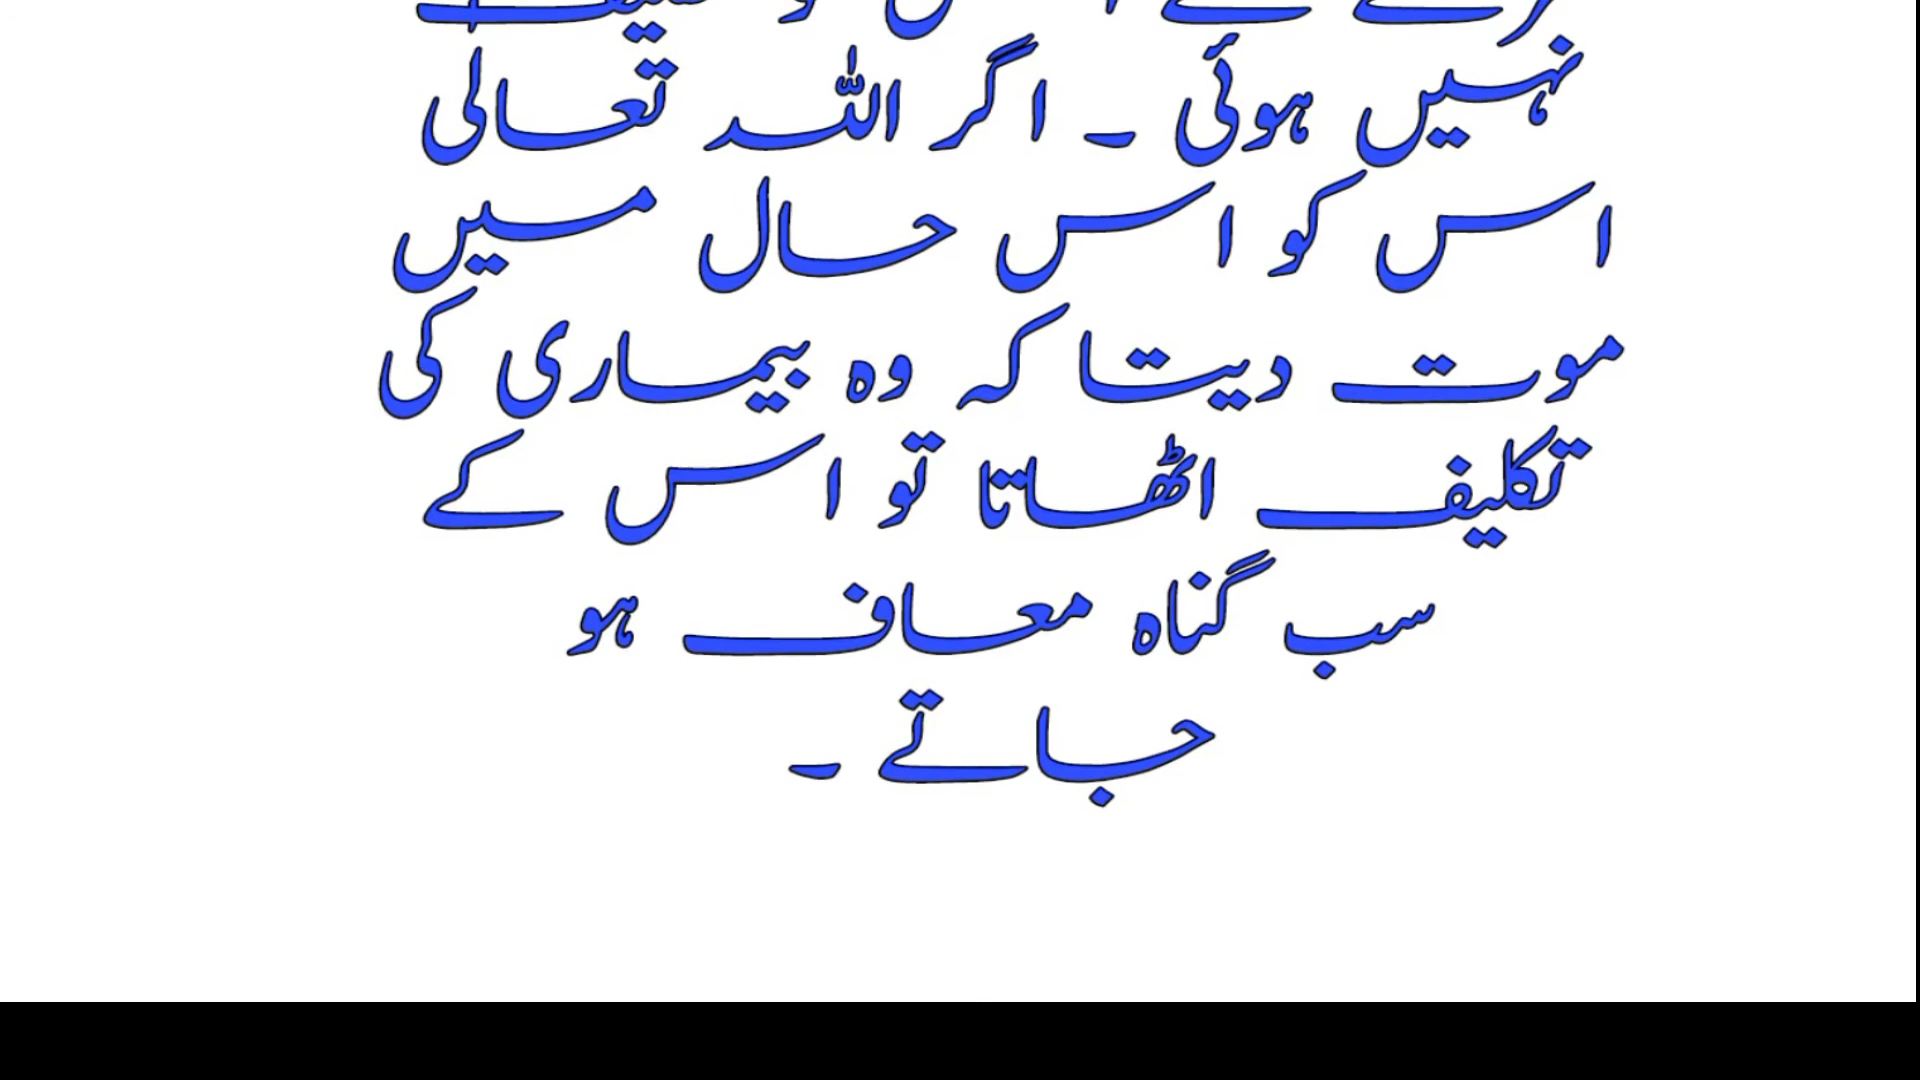 نہیں ہوئی ۔ اگر اللہ تعالی
اس کو اس حال میں
موت دیتا کہ وہ بیماری کی
تکلیف اٹھاتا تو اس کے
سب گناہ معاف ہو
جاتے ۔